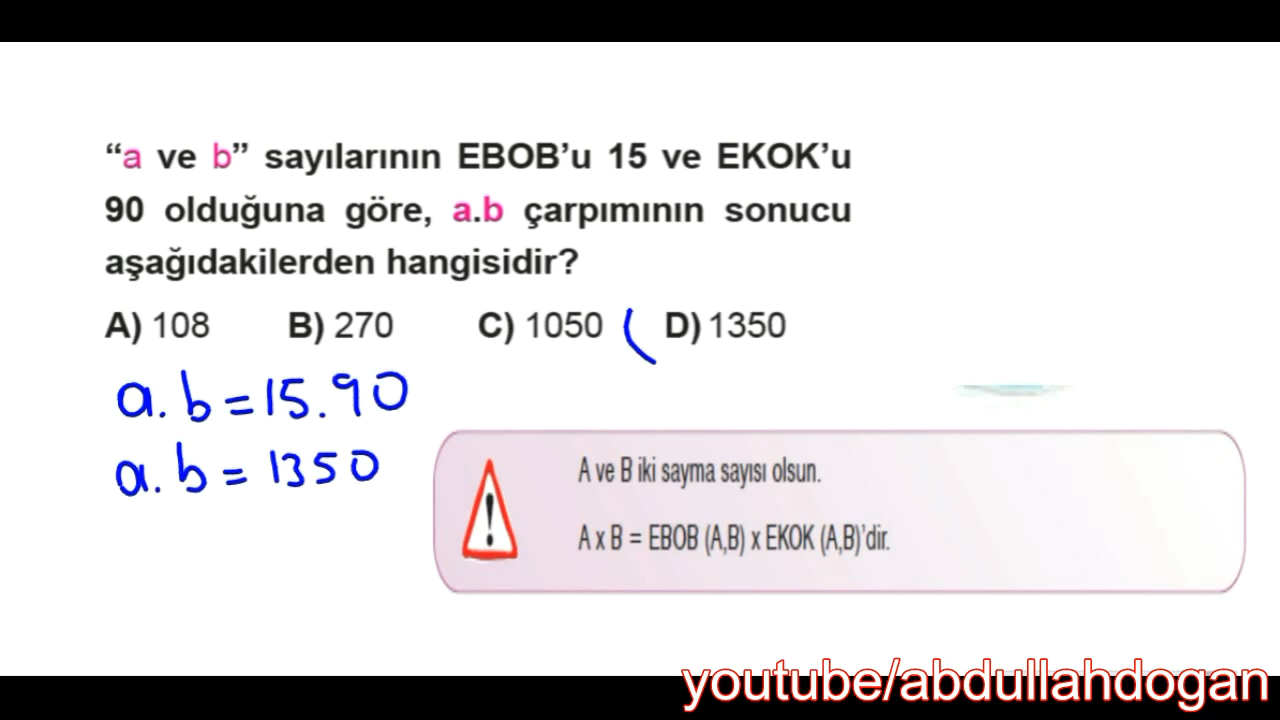 “a ve b” sayılarının EBOB’u 15 ve EKOK’u
90 olduğuna göre, a.b çarpımının sonucu
aşağıdakilerden hangisidir?
A) 108 B) 270 C) 1050 D) 1350
a.b=15.90
a.b=1350
A ve B iki sayma sayısı olsun.
A x B = EBOB (A,B) x EKOK (A,B)’dir.
youtube/abdullahdogan